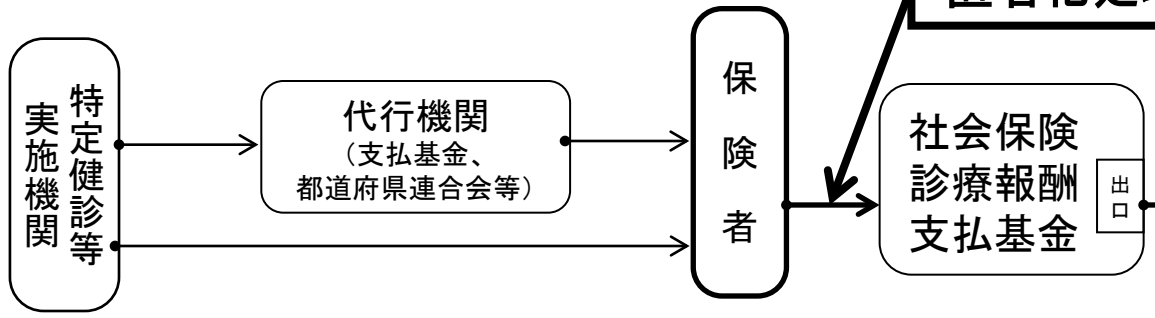 特定健診等
実施機関
代行機関
（支払基金、
都道府県連合会等）
保険者
社会保険
診療報酬
支払基金
出口